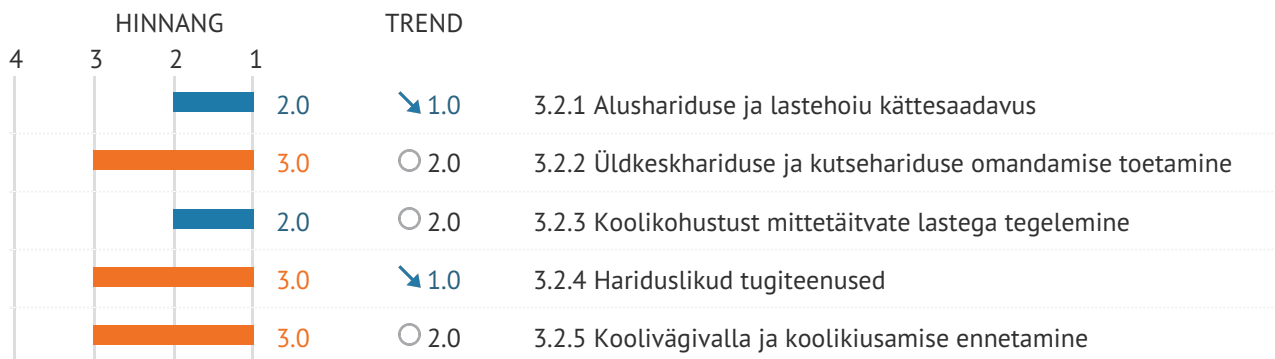 HINNANG TREND
4 3 2 1
2.0 1.0 3.2.1 Alushariduse ja lastehoiu kättesaadavus
3.0 2.0 3.2.2 Üldkeskhariduse ja kutsehariduse omandamise toetamine
2.0 2.0 3.2.3 Koolikohustust mittetäitvate lastega tegelemine
3.0 1.0 3.2.4 Hariduslikud tugiteenused
3.0 2.0 3.2.5 Koolivägivalla ja koolikiusamise ennetamine